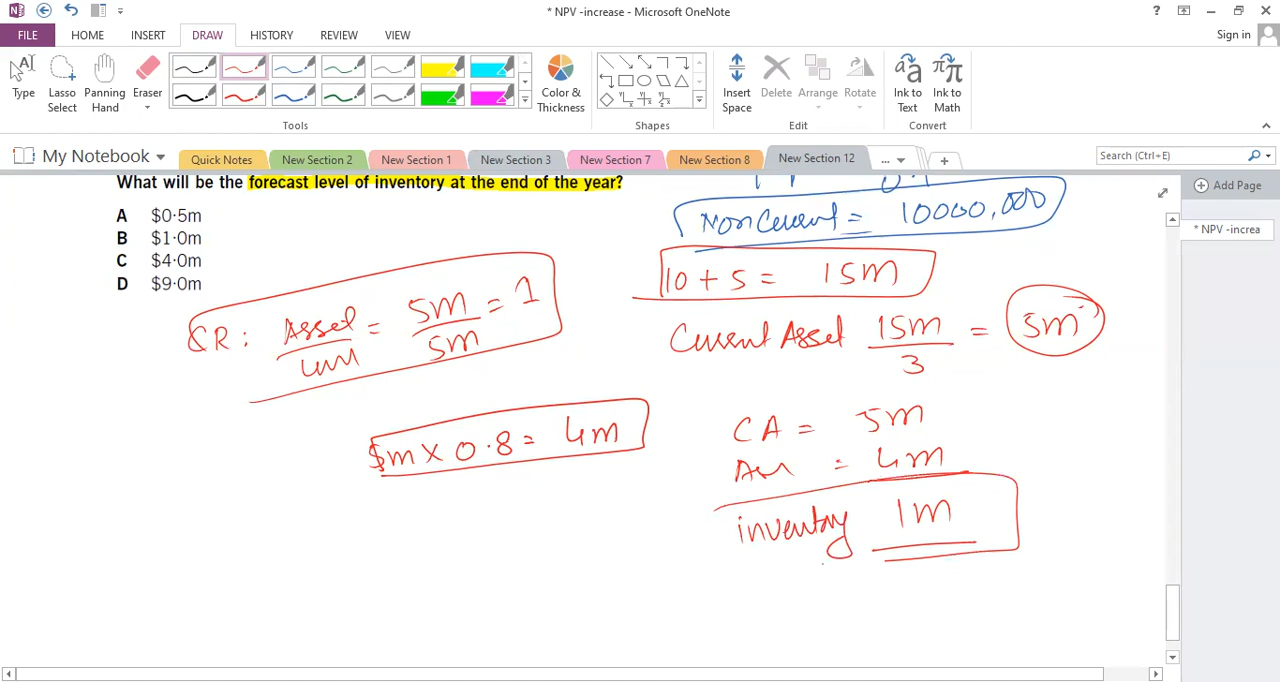 * NPV -increase - Microsoft OneNote
?
FILE HOME INSERT DRAW HISTORY REVIEW VIEW
Sign in
Type
Lasso Select
Panning Hand
Eraser
Color & Thickness
Insert Space
Delete
Arrange
Rotate
Ink to Text
Ink to Math
Tools
Shapes
Edit
Convert
My Notebook
Quick Notes
New Section 2
New Section 1
New Section 3
New Section 7
New Section 8
New Section 12
...
Search (Ctrl+E)
Add Page
* NPV -increa
What will be the forecast level of inventory at the end of the year?
A $0·5m
B $1·0m
C $4·0m
D $9·0m
Non Current = 10000,000
10 + 5 = 15m
CR: Asset = 5m = 1
5m
Current Asset 15m = 5m
3
$m x 0.8 = 4m
CA = 5m
= 4m
inventory 1m